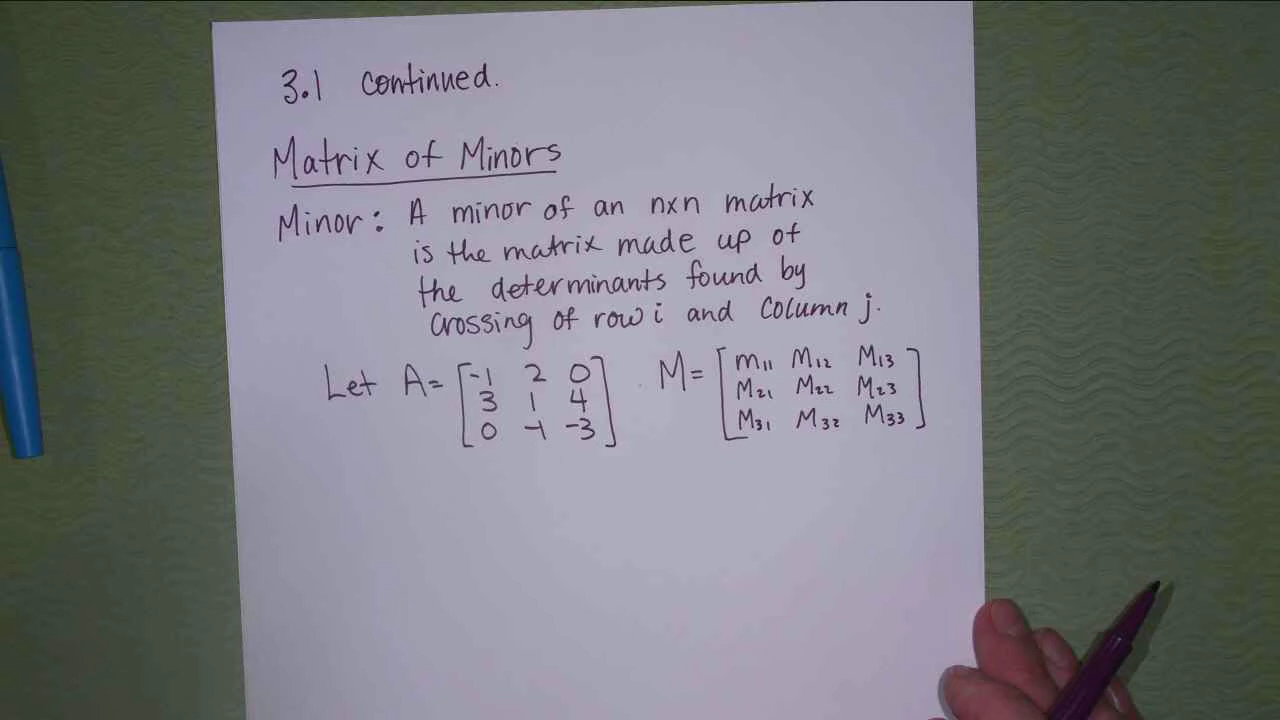 3.1 continued.
Matrix of Minors
Minor: A minor of an nxn matrix
is the matrix made up of
the determinants found by
crossing of row i and column j.
Let A = [-1 2 0 M = [m11 M12 M13
3 1 4 M21 M22 M23
0 -1 -3] M31 M32 M33]